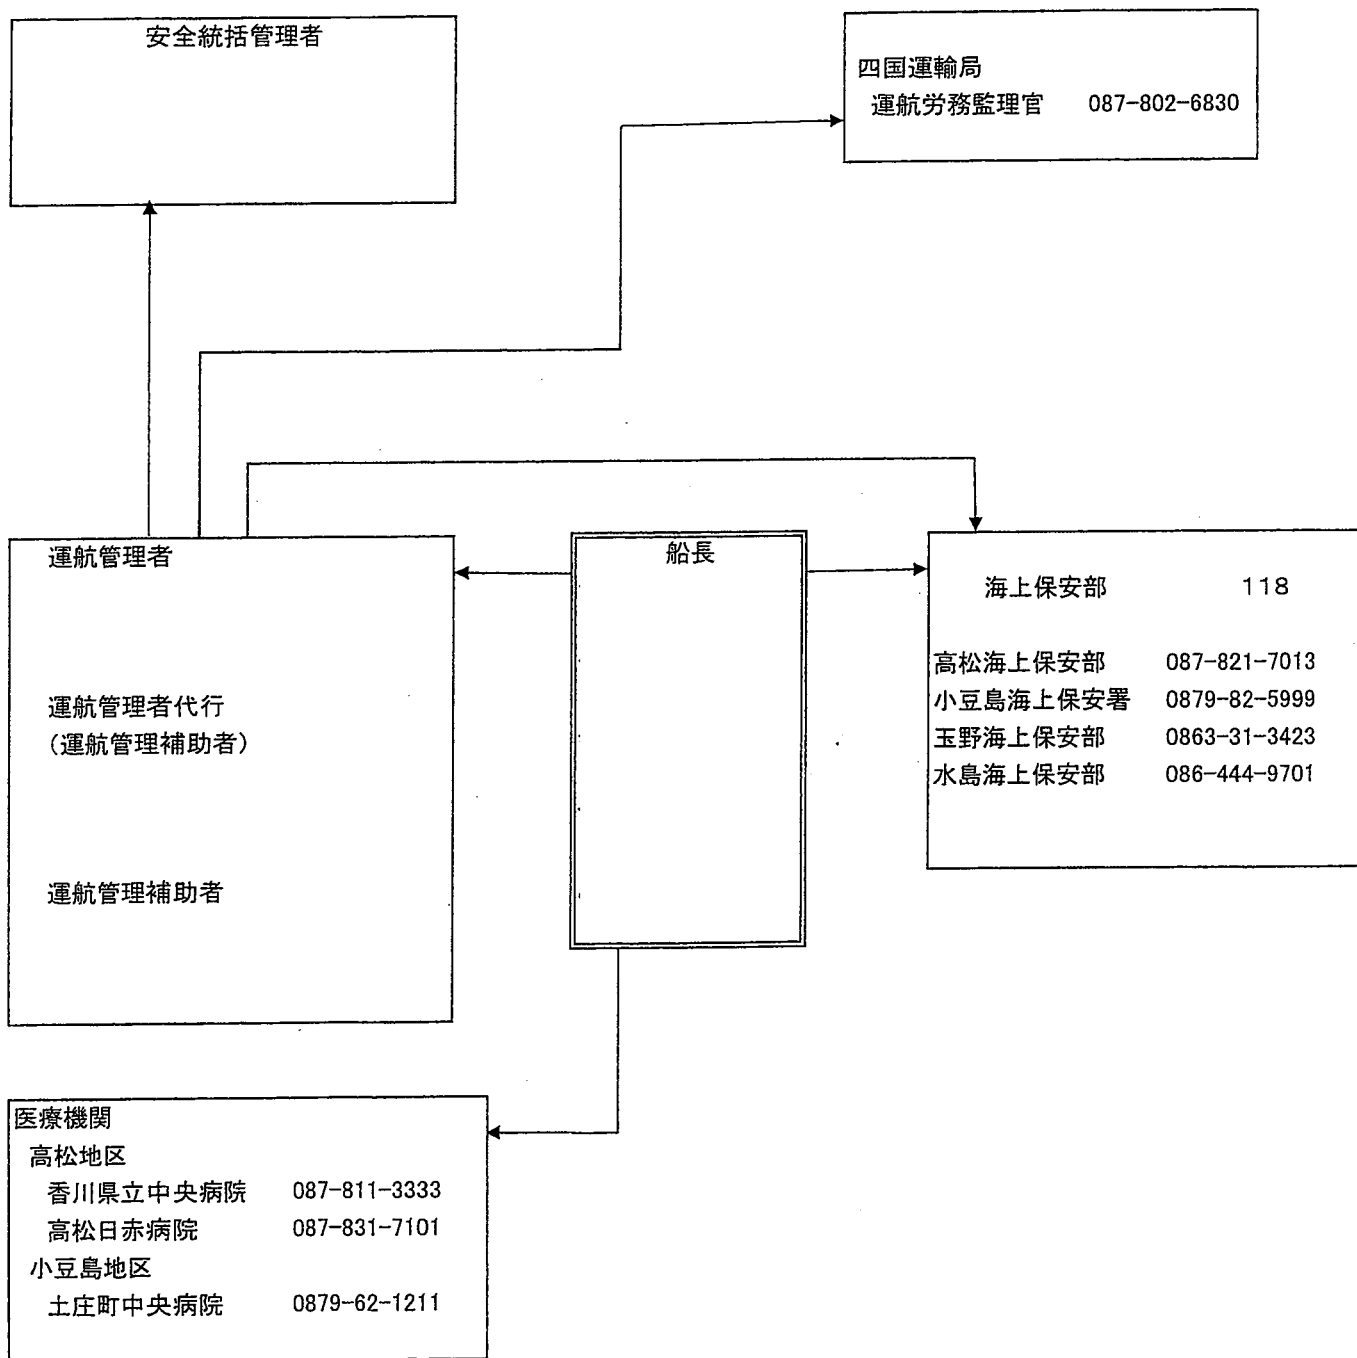 安全統括管理者
四国運輸局
運航労務監理官 087-802-6830
運航管理者
運航管理者代行
(運航管理補助者)
運航管理補助者
船長
海上保安部 118
高松海上保安部 087-821-7013
小豆島海上保安署 0879-82-5999
玉野海上保安部 0863-31-3423
水島海上保安部 086-444-9701
医療機関
高松地区
香川県立中央病院 087-811-3333
高松日赤病院 087-831-7101
小豆島地区
土庄町中央病院 0879-62-1211